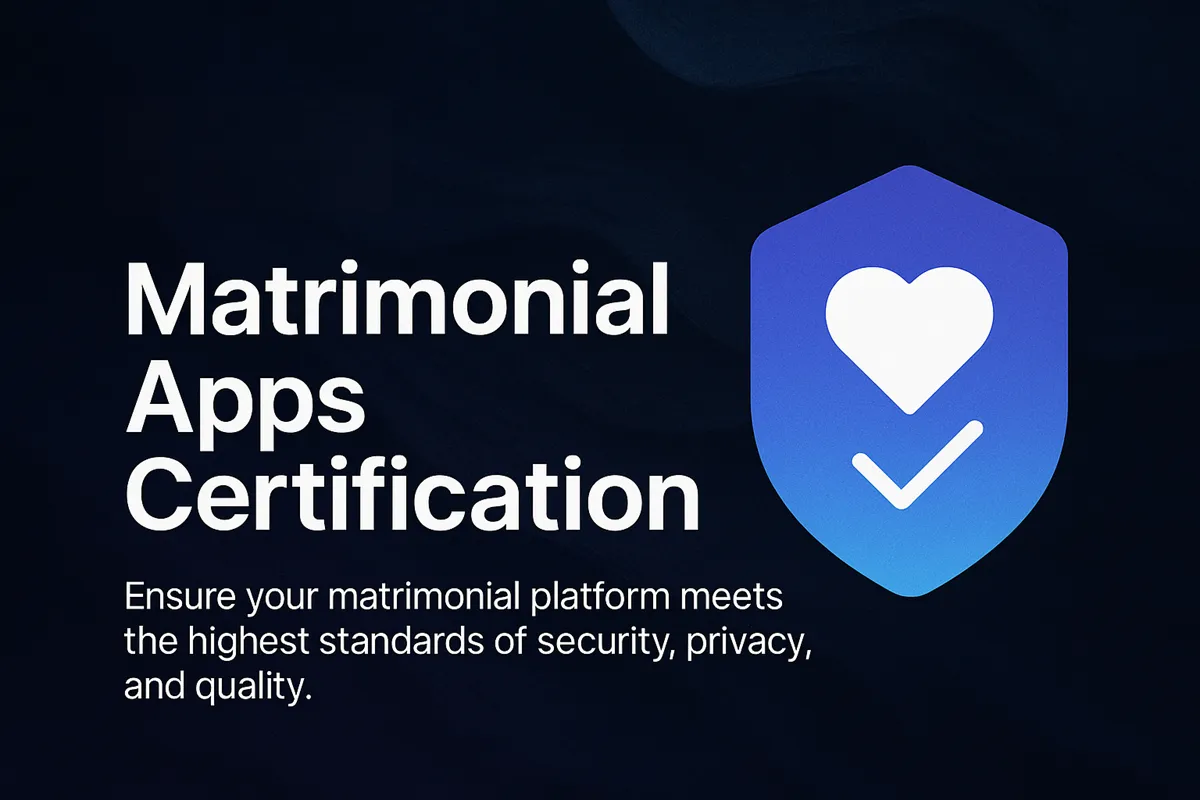 Matrimonial
Apps
Certification
Ensure your matrimonial platform meets
the highest standards of security, privacy,
and quality.